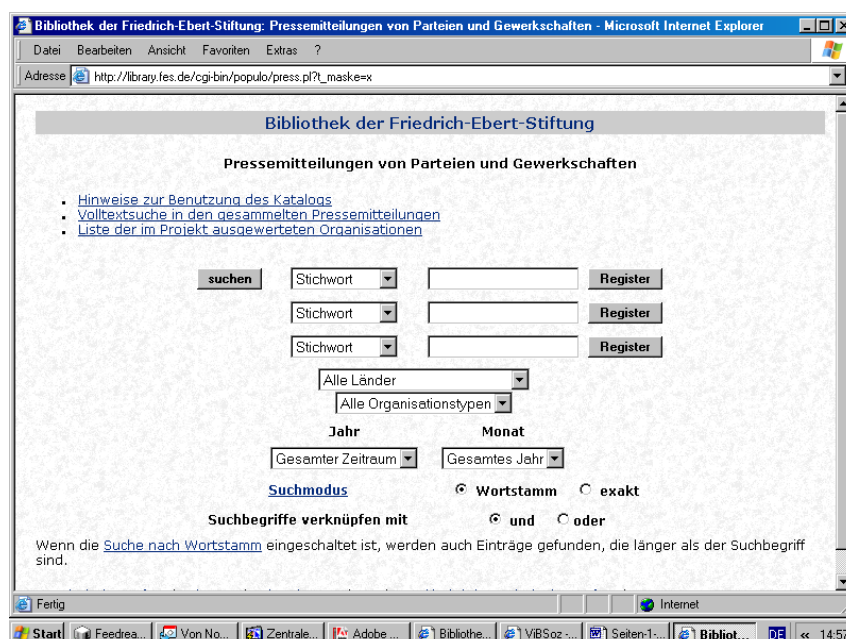 Bibliothek der Friedrich-Ebert-Stiftung: Pressemitteilungen von Parteien und Gewerkschaften - Microsoft Internet Explorer
Datei Bearbeiten Ansicht Favoriten Extras ?
Adresse http://library.fes.de/cgi-bin/populo/press.pl?t_maske=x
Bibliothek der Friedrich-Ebert-Stiftung
Pressemitteilungen von Parteien und Gewerkschaften
Hinweise zur Benutzung des Katalogs
Volltextsuche in den gesammelten Pressemitteilungen
Liste der im Projekt ausgewerteten Organisationen
suchen Stichwort Register
Stichwort Register
Stichwort Register
Alle Länder
Alle Organisationstypen
Jahr Monat
Gesamter Zeitraum Gesamtes Jahr
Suchmodus Wortstamm exakt
Suchbegriffe verknüpfen mit und oder
Wenn die Suche nach Wortstamm eingeschaltet ist, werden auch Einträge gefunden, die länger als der Suchbegriff
sind.
Fertig Internet
Start Feedrea... Von No... Zentrale... Adobe ... Bibliothe... ViBSoz -... Seiten-1-... Bibliot... DE « 14:57